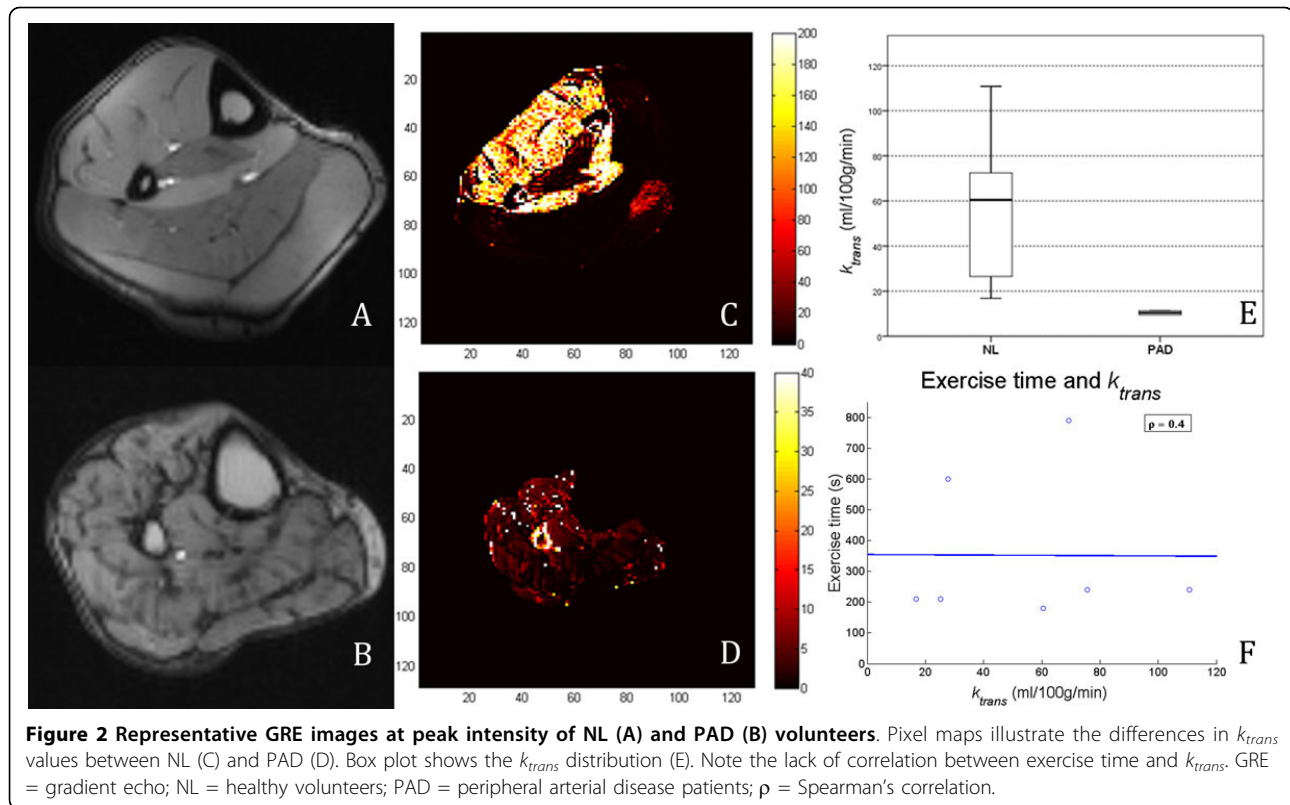 A
B
20
40
60
80
100
120
20 40 60 80 100 120
C
200
180
160
140
120
100
80
60
40
20
0
20
40
60
80
100
120
20 40 60 80 100 120
D
40
35
30
25
20
15
10
5
0
k_trans (ml/100g/min)
120
100
80
60
40
20
0
NL PAD
E
Exercise time and k_trans
ρ = 0.4
Exercise time (s)
800
700
600
500
400
300
200
100
0
0 20 40 60 80 100 120
k_trans (ml/100g/min)
F
Figure 2 Representative GRE images at peak intensity of NL (A) and PAD (B) volunteers. Pixel maps illustrate the differences in k_trans
values between NL (C) and PAD (D). Box plot shows the k_trans distribution (E). Note the lack of correlation between exercise time and k_trans. GRE
= gradient echo; NL = healthy volunteers; PAD = peripheral arterial disease patients; ρ = Spearman's correlation.